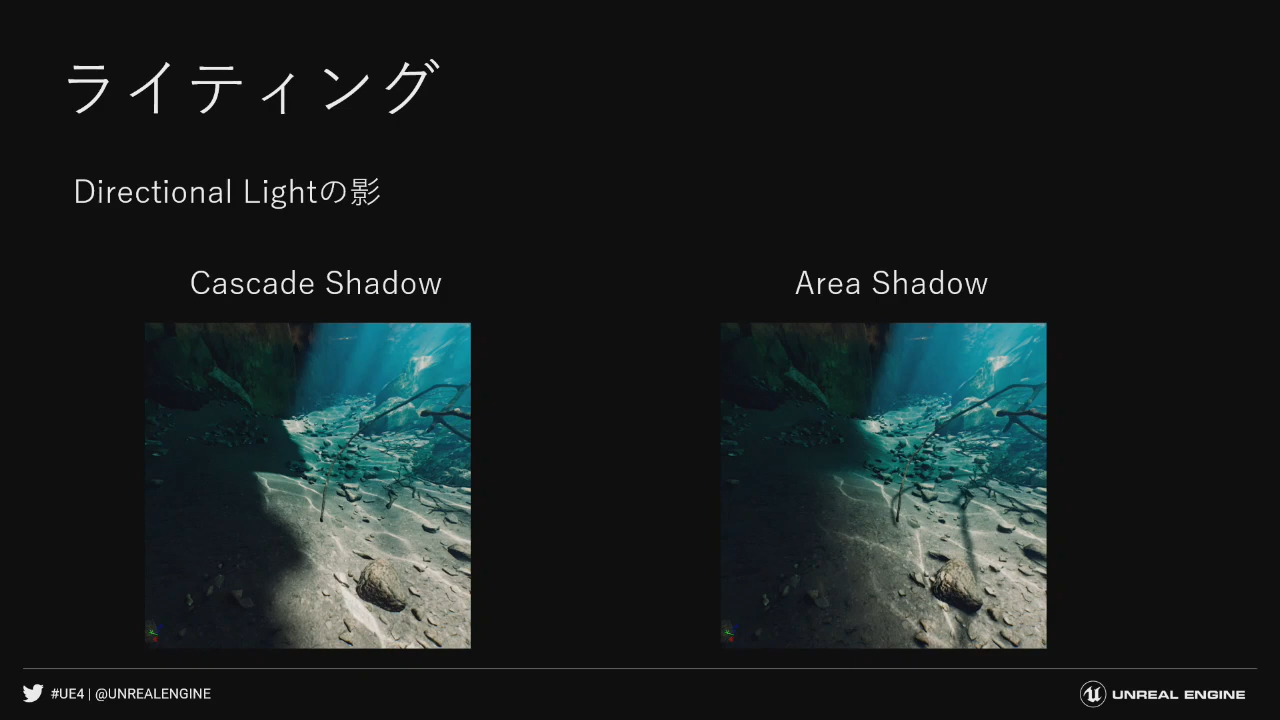 ライティング
Directional Lightの影
Cascade Shadow
Area Shadow
#UE4 | @UNREALENGINE
UNREAL ENGINE